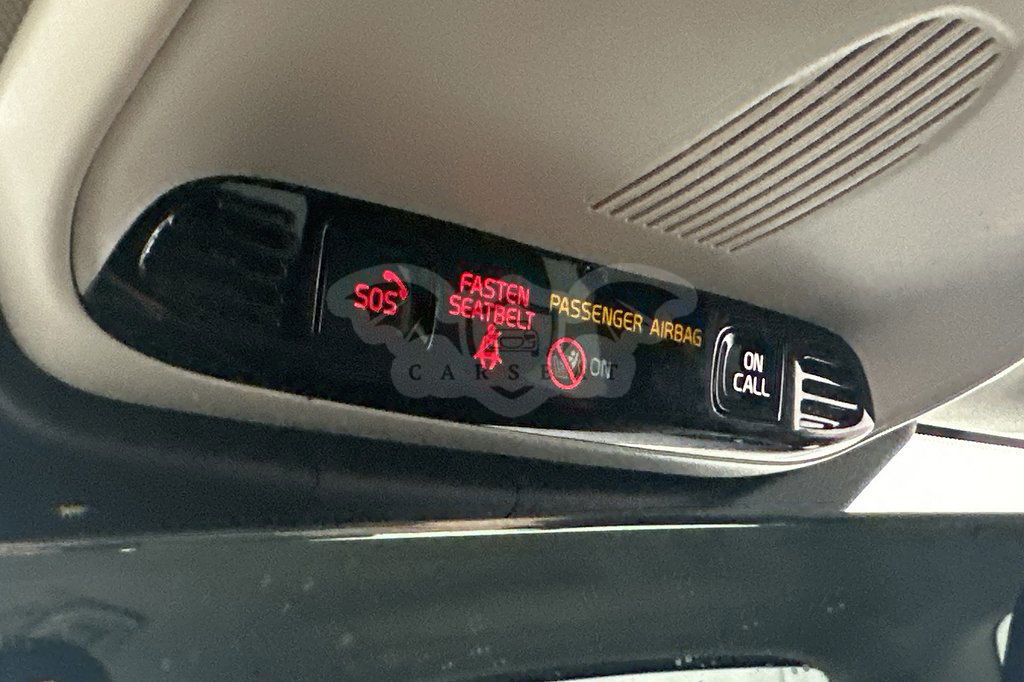 SOS
FASTEN
SEATBELT
PASSENGER AIRBAG
ON
ON
CALL